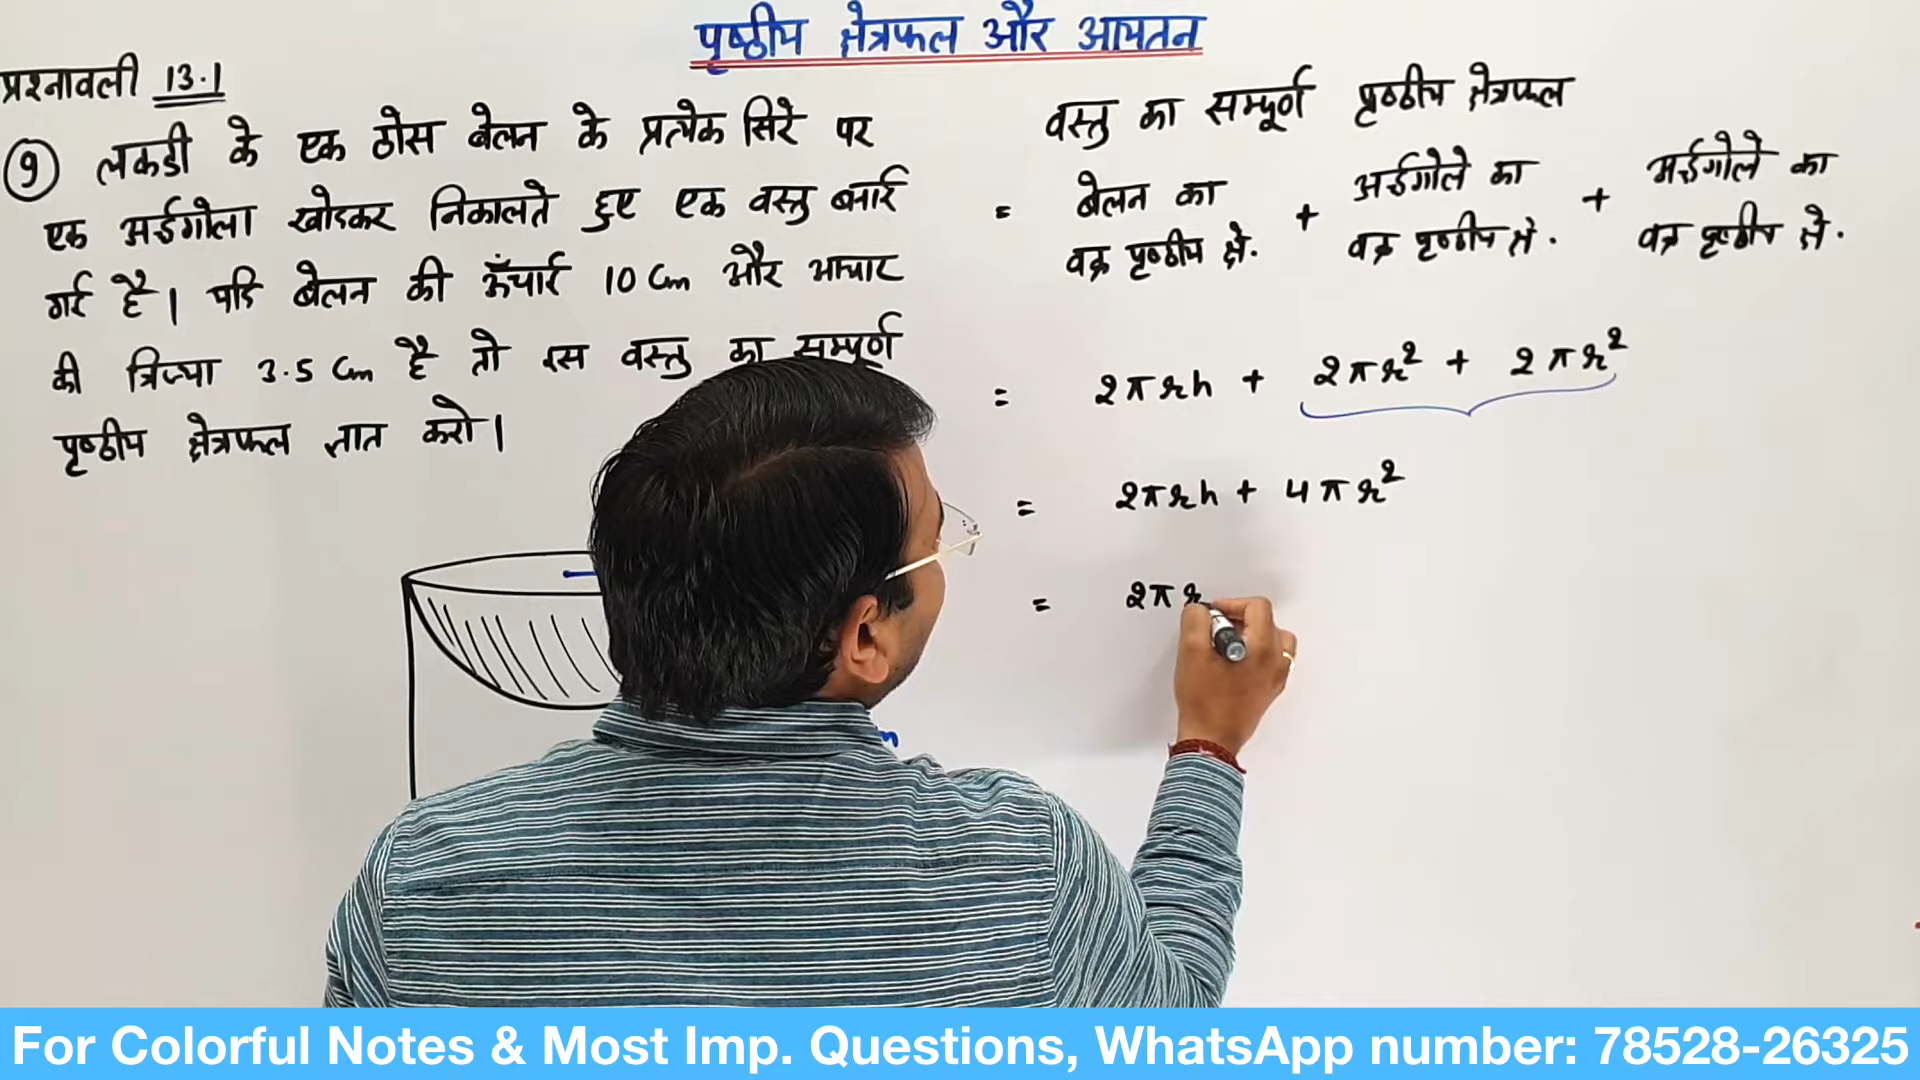 पृष्ठीय क्षेत्रफल और आयतन
प्रश्नावली 13.1
9 लकडी के एक ठोस बेलन के प्रत्येक सिरे पर
एक अर्द्धगोला खोदकर निकालते हुए एक वस्तु बनाई
गई है। यदि बेलन की ऊँचाई 10 cm और आधार
की त्रिज्या 3.5 cm है तो इस वस्तु का सम्पूर्ण
पृष्ठीय क्षेत्रफल ज्ञात करो।
वस्तु का सम्पूर्ण पृष्ठीय क्षेत्रफल
= बेलन का + अर्द्धगोले का + अर्द्धगोले का
वक्र पृष्ठीय क्षे. वक्र पृष्ठीय क्षे. वक्र पृष्ठीय क्षे.
= 2πrh + 2πr² + 2πr²
= 2πrh + 4πr²
= 2πr
For Colorful Notes & Most Imp. Questions, WhatsApp number: 78528-26325